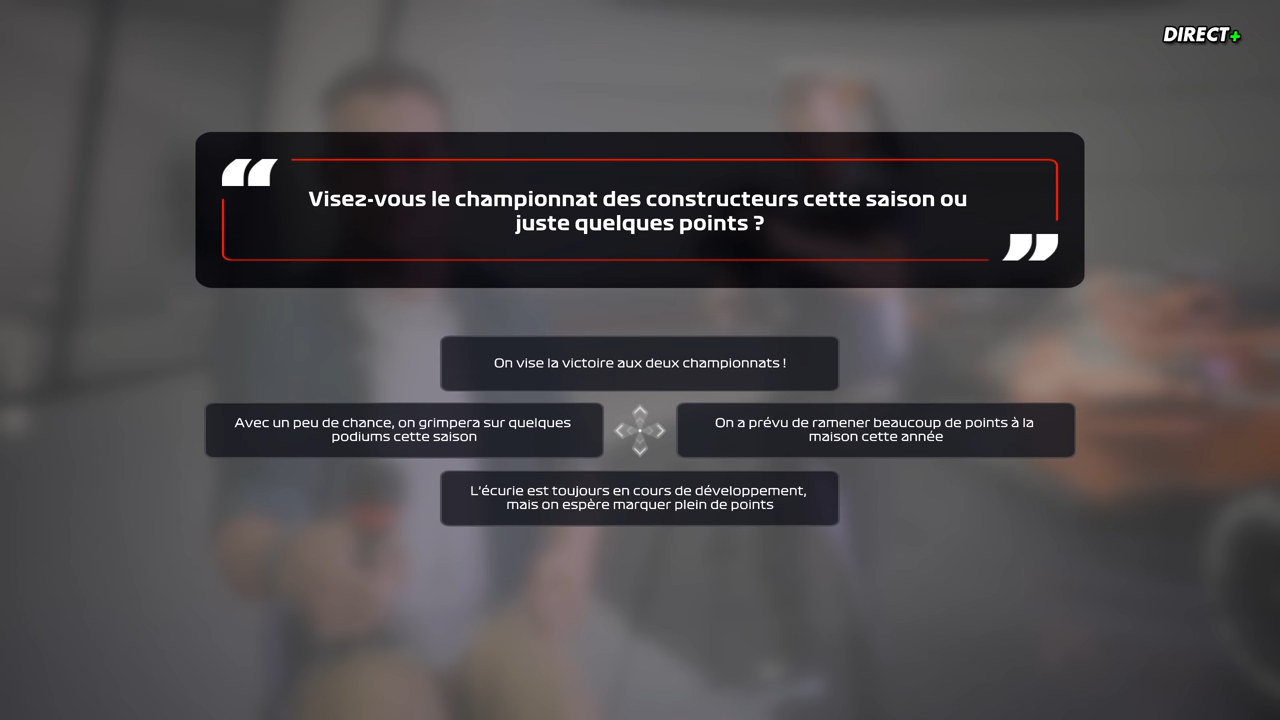 DIRECT+
Visez-vous le championnat des constructeurs cette saison ou
juste quelques points ?
On vise la victoire aux deux championnats !
Avec un peu de chance, on grimpera sur quelques
podiums cette saison
On a prévu de ramener beaucoup de points à la
maison cette année
L'écurie est toujours en cours de développement,
mais on espère marquer plein de points